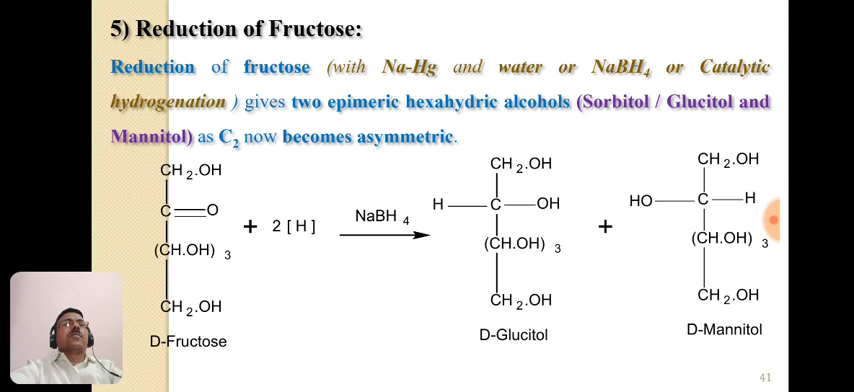 5) Reduction of Fructose:
Reduction of fructose (with Na-Hg and water or NaBH4 or Catalytic
hydrogenation ) gives two epimeric hexahydric alcohols (Sorbitol / Glucitol and
Mannitol) as C2 now becomes asymmetric.
CH2.OH
C=O
(CH.OH) 3
CH2.OH
D-Fructose
+ 2 [ H ]
NaBH 4
CH2.OH
H C OH
(CH.OH) 3
CH2.OH
D-Glucitol
+
CH2.OH
HO C H
(CH.OH) 3
CH2.OH
D-Mannitol
41